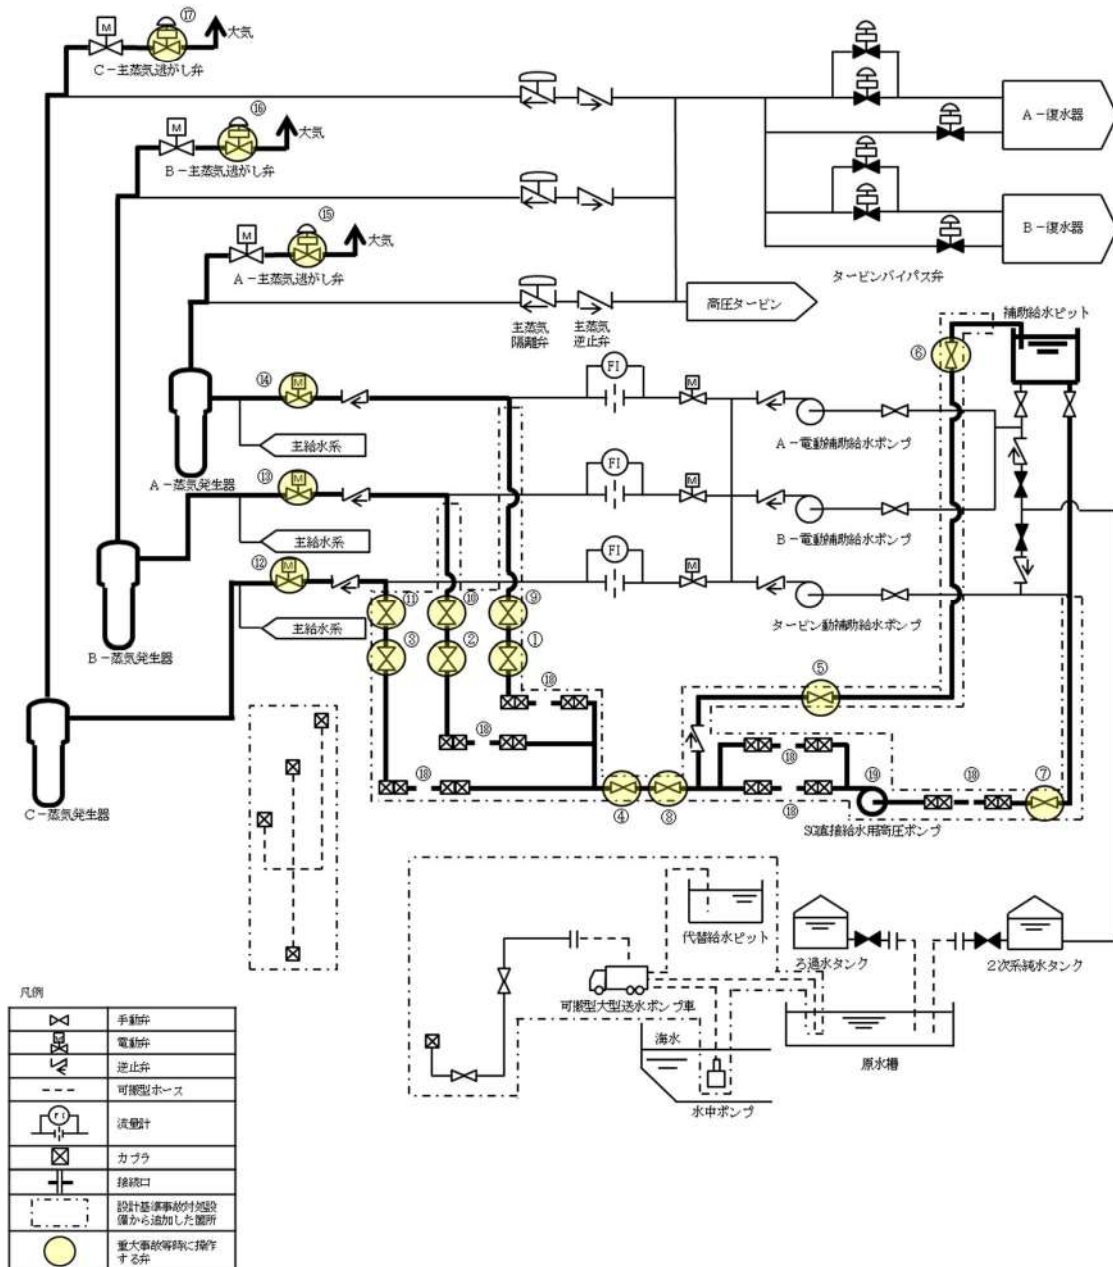 ⑰
M
大気
C-主蒸気逃がし弁
⑯
M
大気
B-主蒸気逃がし弁
⑮
M
大気
A-主蒸気逃がし弁
A-復水器
B-復水器
タービンバイパス弁
高圧タービン
主蒸気
隔離弁
主蒸気
逆止弁
補助給水ピット
⑥
⑭
M
FI
M
主給水系
A-電動補助給水ポンプ
A-蒸気発生器
⑬
M
FI
M
主給水系
B-電動補助給水ポンプ
⑫
M
FI
M
主給水系
タービン動補助給水ポンプ
B-蒸気発生器
⑪
⑩
⑨
③
②
①
⑤
⑱
⑱
⑱
⑱
⑱
⑲
⑱
⑦
④
⑧
SG直接給水用高圧ポンプ
C-蒸気発生器
代替給水ピット
ろ過水タンク
2次系純水タンク
可搬型大型送水ポンプ車
海水
原水槽
水中ポンプ
凡例
手動弁
M
電動弁
逆止弁
可搬型ホース
FI
流量計
カプラ
接続口
設計基準事故対処設
備から追加した箇所
重大事故等時に操作
する弁